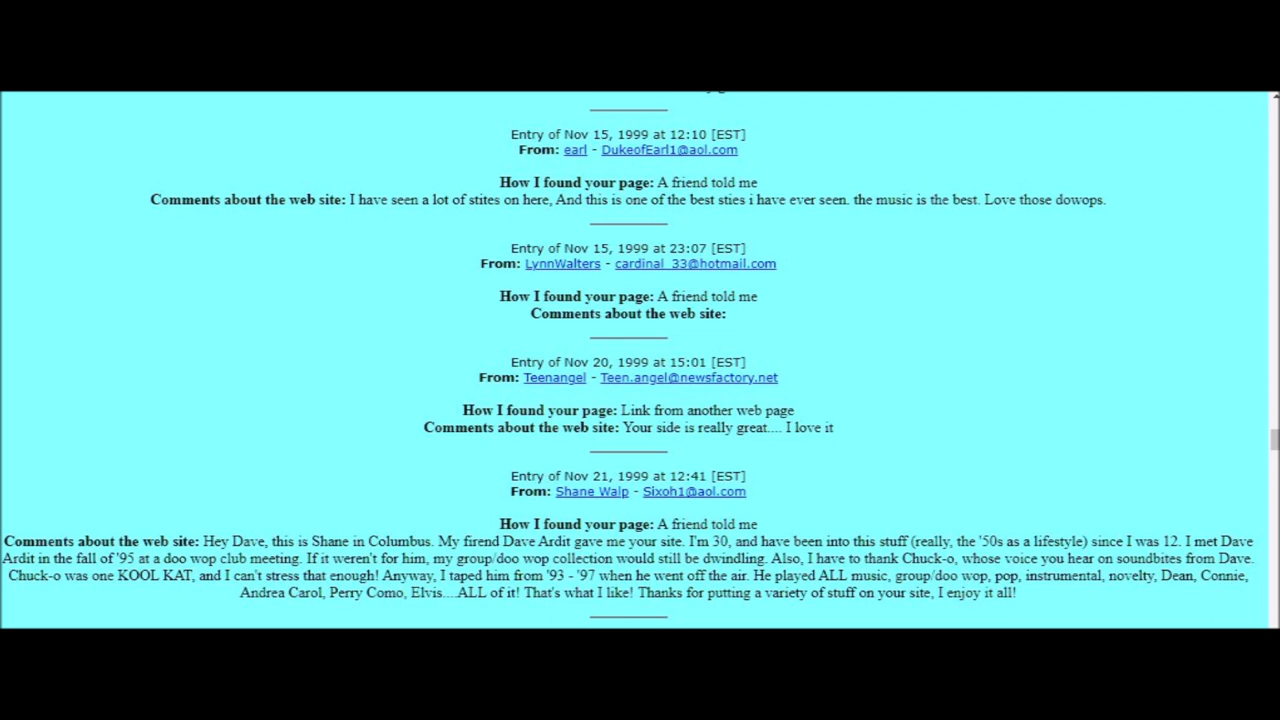 Entry of Nov 15, 1999 at 12:10 [EST]
From: earl - DukeofEarl1@aol.com
How I found your page: A friend told me
Comments about the web site: I have seen a lot of stites on here, And this is one of the best sties i have ever seen. the music is the best. Love those dowops.
Entry of Nov 15, 1999 at 23:07 [EST]
From: LynnWalters - cardinal_33@hotmail.com
How I found your page: A friend told me
Comments about the web site:
Entry of Nov 20, 1999 at 15:01 [EST]
From: Teenangel - Teen.angel@newsfactory.net
How I found your page: Link from another web page
Comments about the web site: Your side is really great.... I love it
Entry of Nov 21, 1999 at 12:41 [EST]
From: Shane Walp - Sixoh1@aol.com
How I found your page: A friend told me
Comments about the web site: Hey Dave, this is Shane in Columbus. My firend Dave Ardit gave me your site. I'm 30, and have been into this stuff (really, the '50s as a lifestyle) since I was 12. I met Dave
Ardit in the fall of '95 at a doo wop club meeting. If it weren't for him, my group/doo wop collection would still be dwindling. Also, I have to thank Chuck-o, whose voice you hear on soundbites from Dave.
Chuck-o was one KOOL KAT, and I can't stress that enough! Anyway, I taped him from '93 - '97 when he went off the air. He played ALL music, group/doo wop, pop, instrumental, novelty, Dean, Connie,
Andrea Carol, Perry Como, Elvis....ALL of it! That's what I like! Thanks for putting a variety of stuff on your site, I enjoy it all!